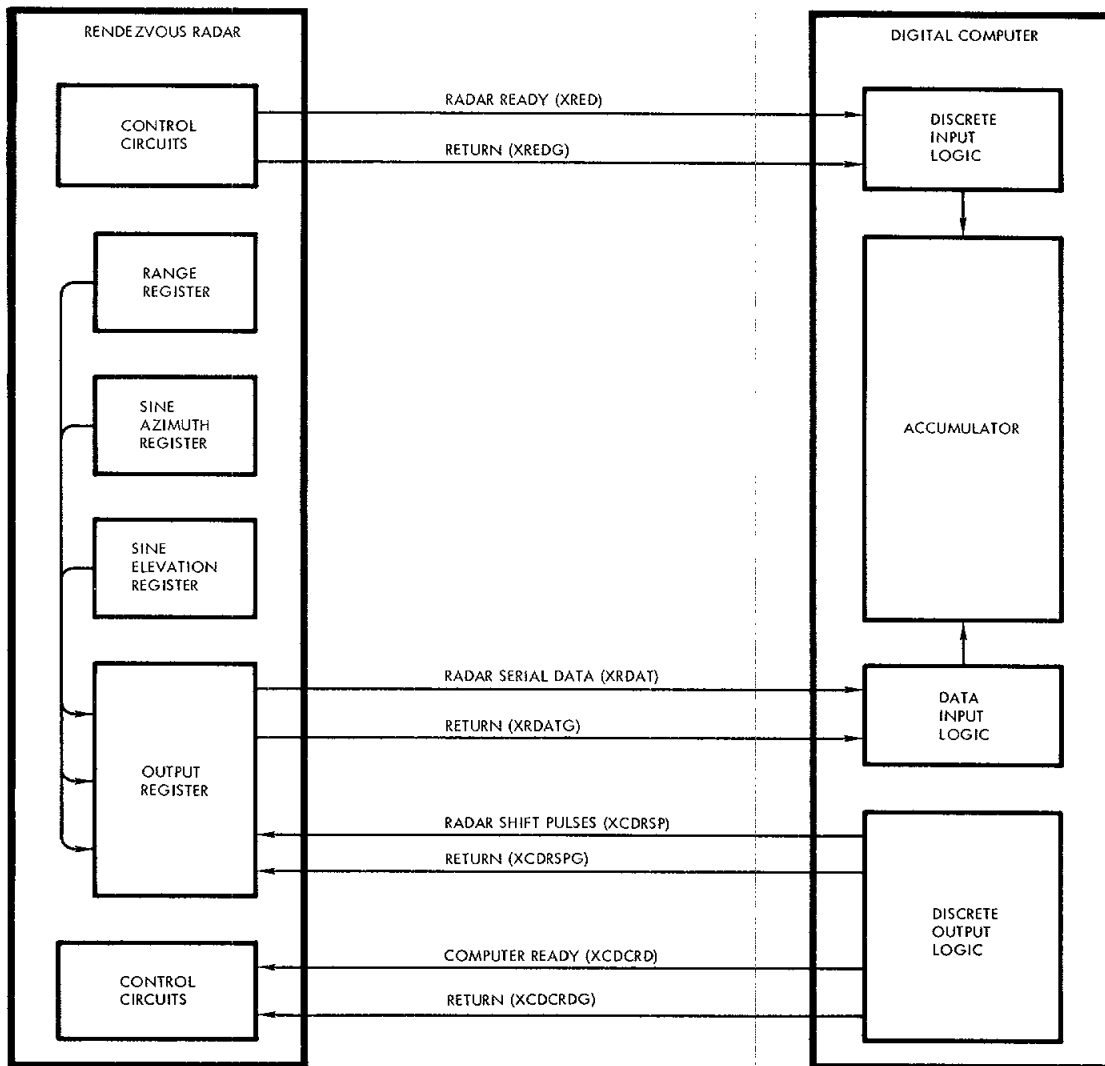 RENDEZVOUS RADAR
CONTROL
CIRCUITS
RANGE
REGISTER
SINE
AZIMUTH
REGISTER
SINE
ELEVATION
REGISTER
OUTPUT
REGISTER
CONTROL
CIRCUITS
RADAR READY (XRED)
RETURN (XREDG)
RADAR SERIAL DATA (XRDAT)
RETURN (XRDATG)
RADAR SHIFT PULSES (XCDRSP)
RETURN (XCDRSPG)
COMPUTER READY (XCDCRD)
RETURN (XCDCRDG)
DIGITAL COMPUTER
DISCRETE
INPUT
LOGIC
ACCUMULATOR
DATA
INPUT
LOGIC
DISCRETE
OUTPUT
LOGIC